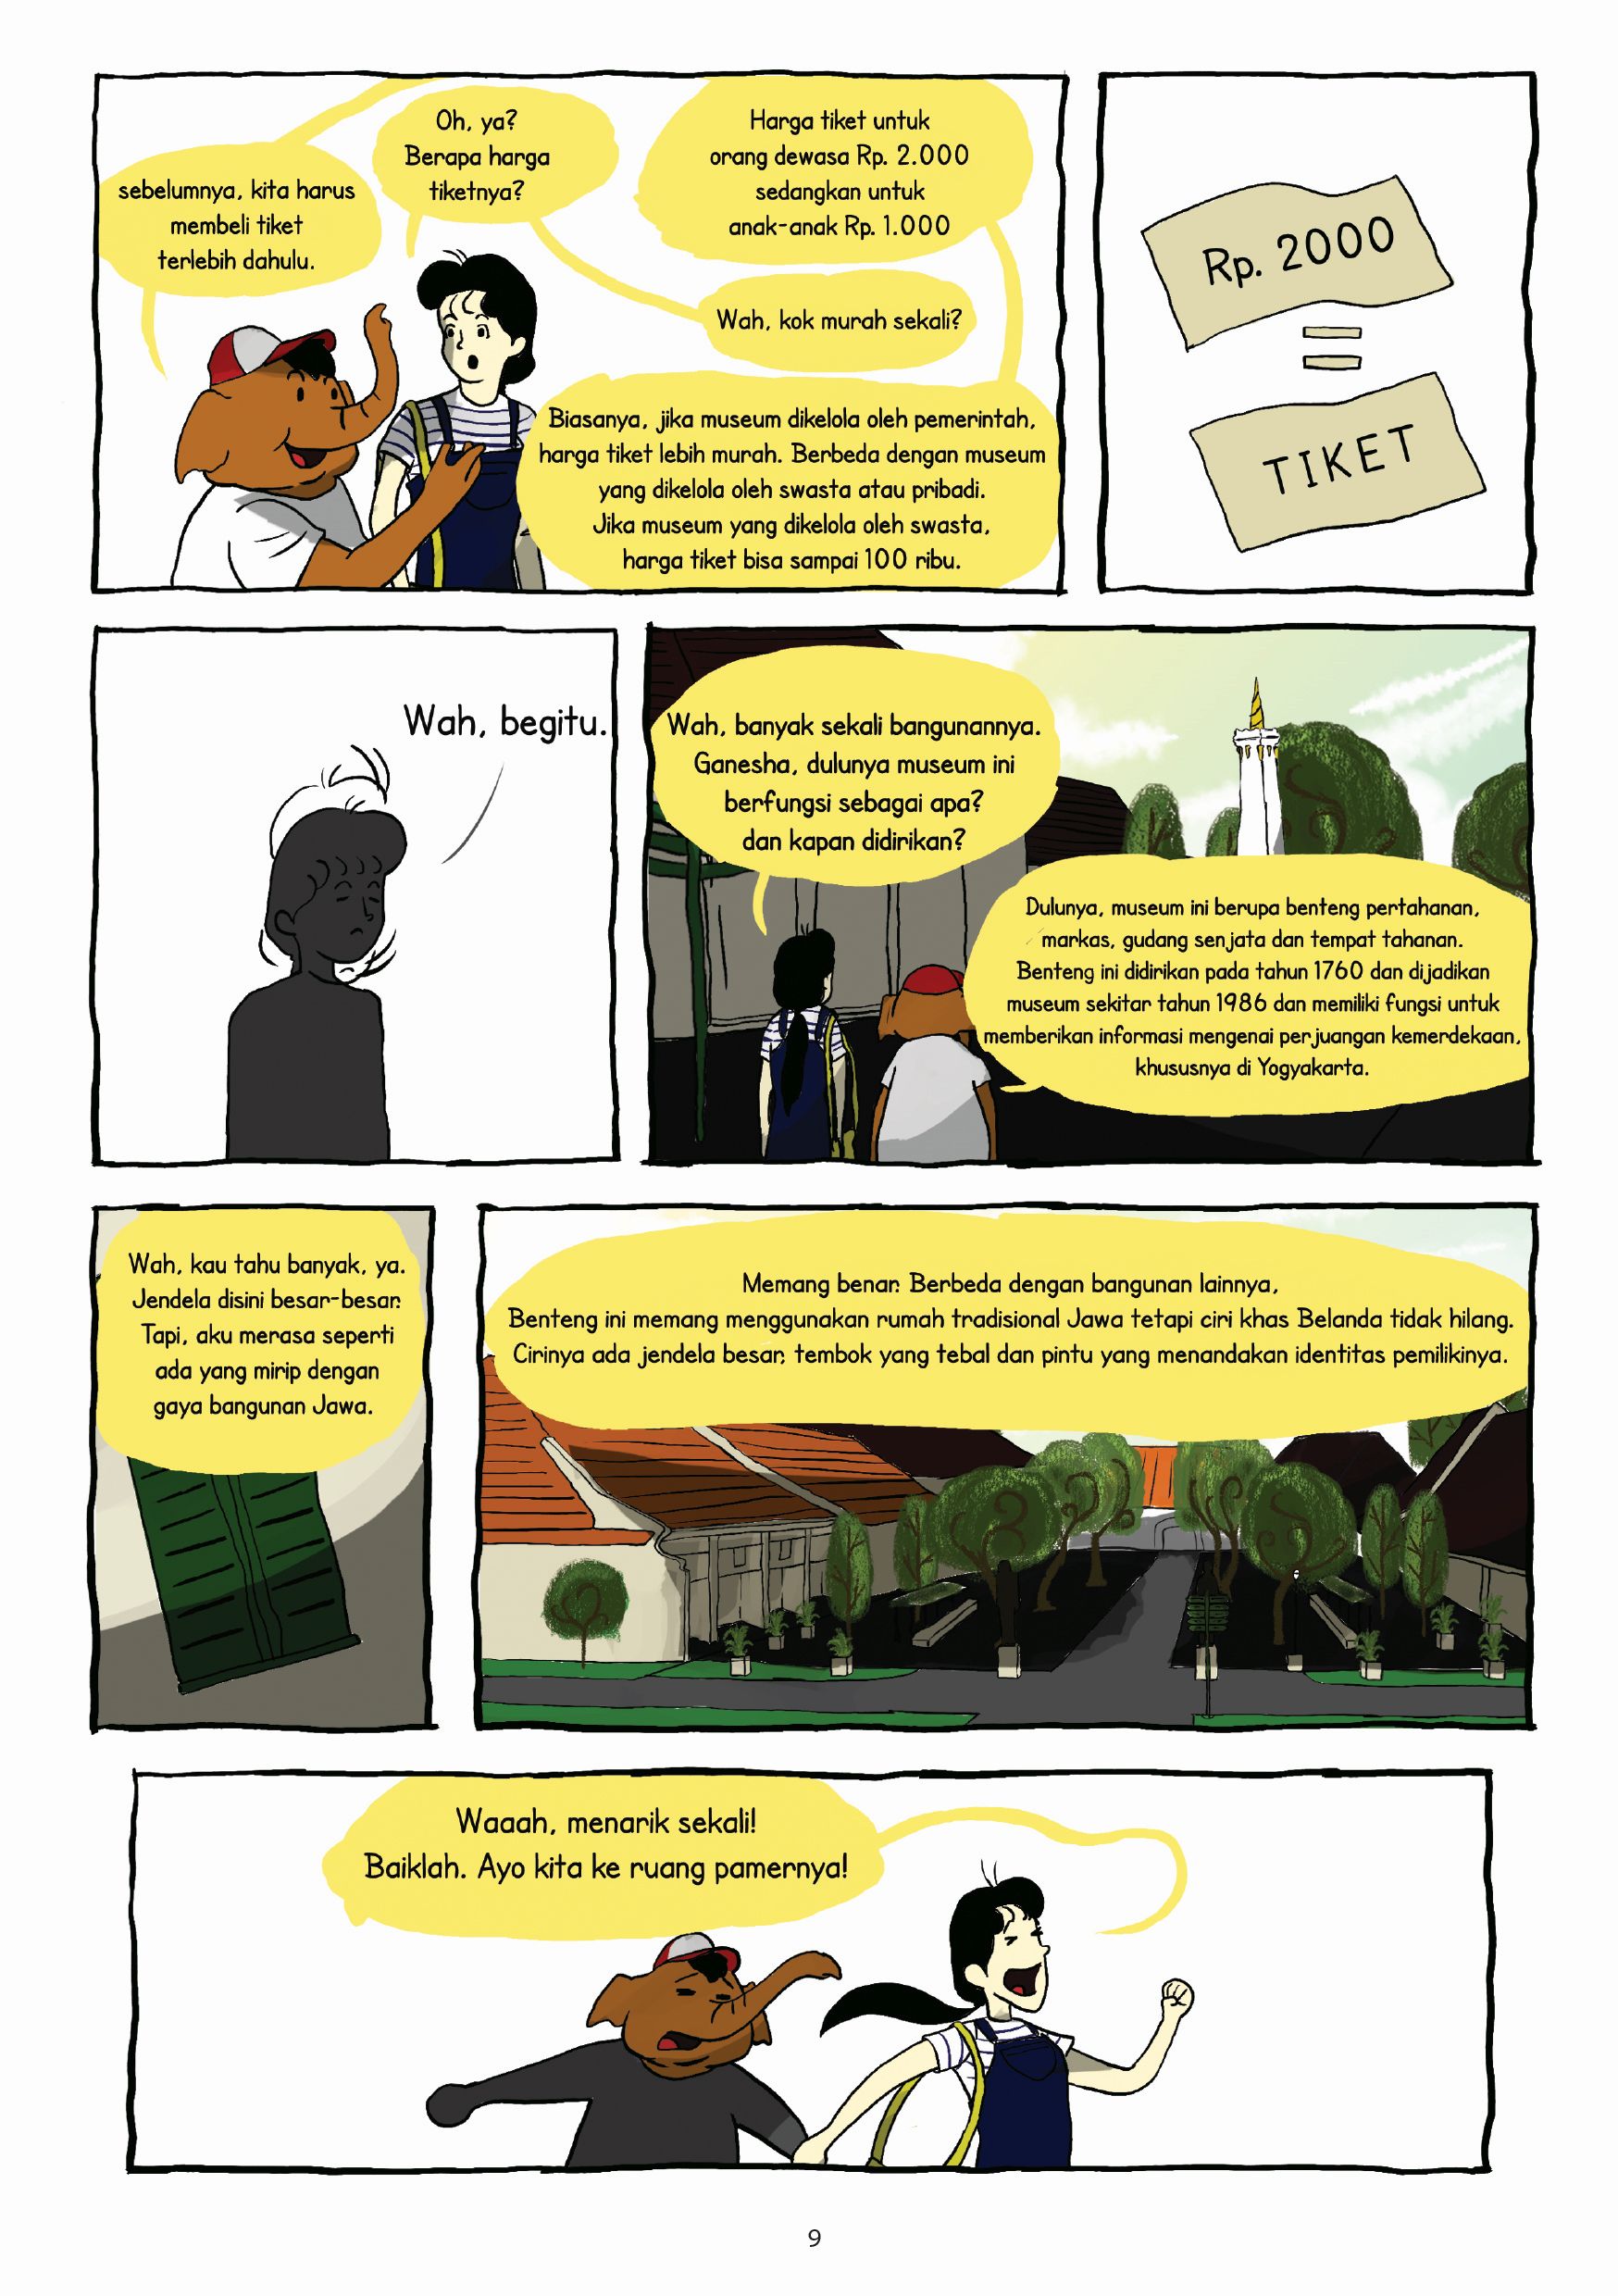 sebelumnya, kita harus
membeli tiket
terlebih dahulu.
Oh, ya?
Berapa harga
tiketnya?
Harga tiket untuk
orang dewasa Rp. 2.000
sedangkan untuk
anak-anak Rp. 1.000
Wah, kok murah sekali?
Biasanya, jika museum dikelola oleh pemerintah,
harga tiket lebih murah. Berbeda dengan museum
yang dikelola oleh swasta atau pribadi.
Jika museum yang dikelola oleh swasta,
harga tiket bisa sampai 100 ribu.
Rp. 2000
=
TIKET
Wah, begitu.
Wah, banyak sekali bangunannya.
Ganesha, dulunya museum ini
berfungsi sebagai apa?
dan kapan didirikan?
Dulunya, museum ini berupa benteng pertahanan,
markas, gudang senjata dan tempat tahanan.
Benteng ini didirikan pada tahun 1760 dan dijadikan
museum sekitar tahun 1986 dan memiliki fungsi untuk
memberikan informasi mengenai perjuangan kemerdekaan,
khususnya di Yogyakarta.
Wah, kau tahu banyak, ya.
Jendela disini besar-besar.
Tapi, aku merasa seperti
ada yang mirip dengan
gaya bangunan Jawa.
Memang benar. Berbeda dengan bangunan lainnya,
Benteng ini memang menggunakan rumah tradisional Jawa tetapi ciri khas Belanda tidak hilang.
Cirinya ada jendela besar, tembok yang tebal dan pintu yang menandakan identitas pemilikinya.
Waaah, menarik sekali!
Baiklah. Ayo kita ke ruang pamernya!
9